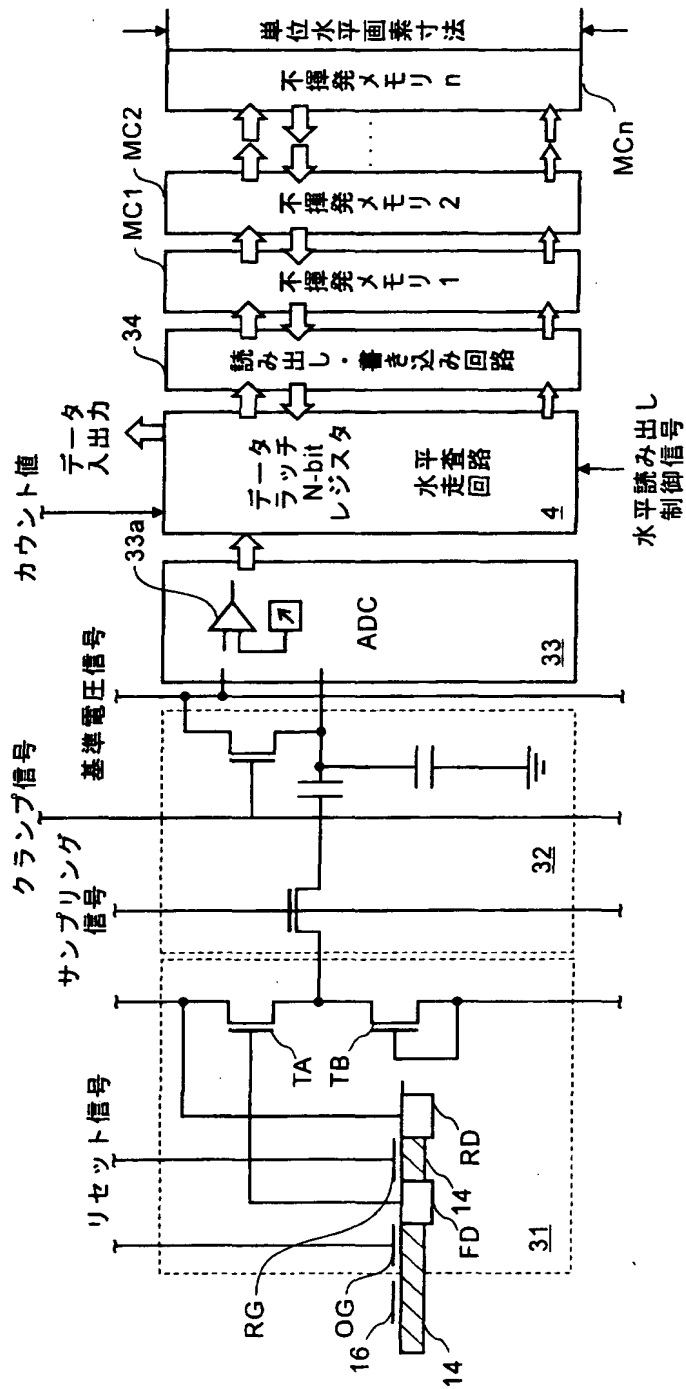 リセット信号
サンプリング
信号
クランプ信号
基準電圧信号
カウント値
データ
入出力
33a
34
MC1
MC2
RG
OG
16
14
FD
14
RD
TA
TB
31
32
ADC
33
データ
ラッチ
N-bit
レジスタ
水平査
走回路
4
水平読み出し
制御信号
読み出し・書き込み回路
不揮発メモリ 1
不揮発メモリ 2
不揮発メモリ n
単位水平画素寸法
MCn